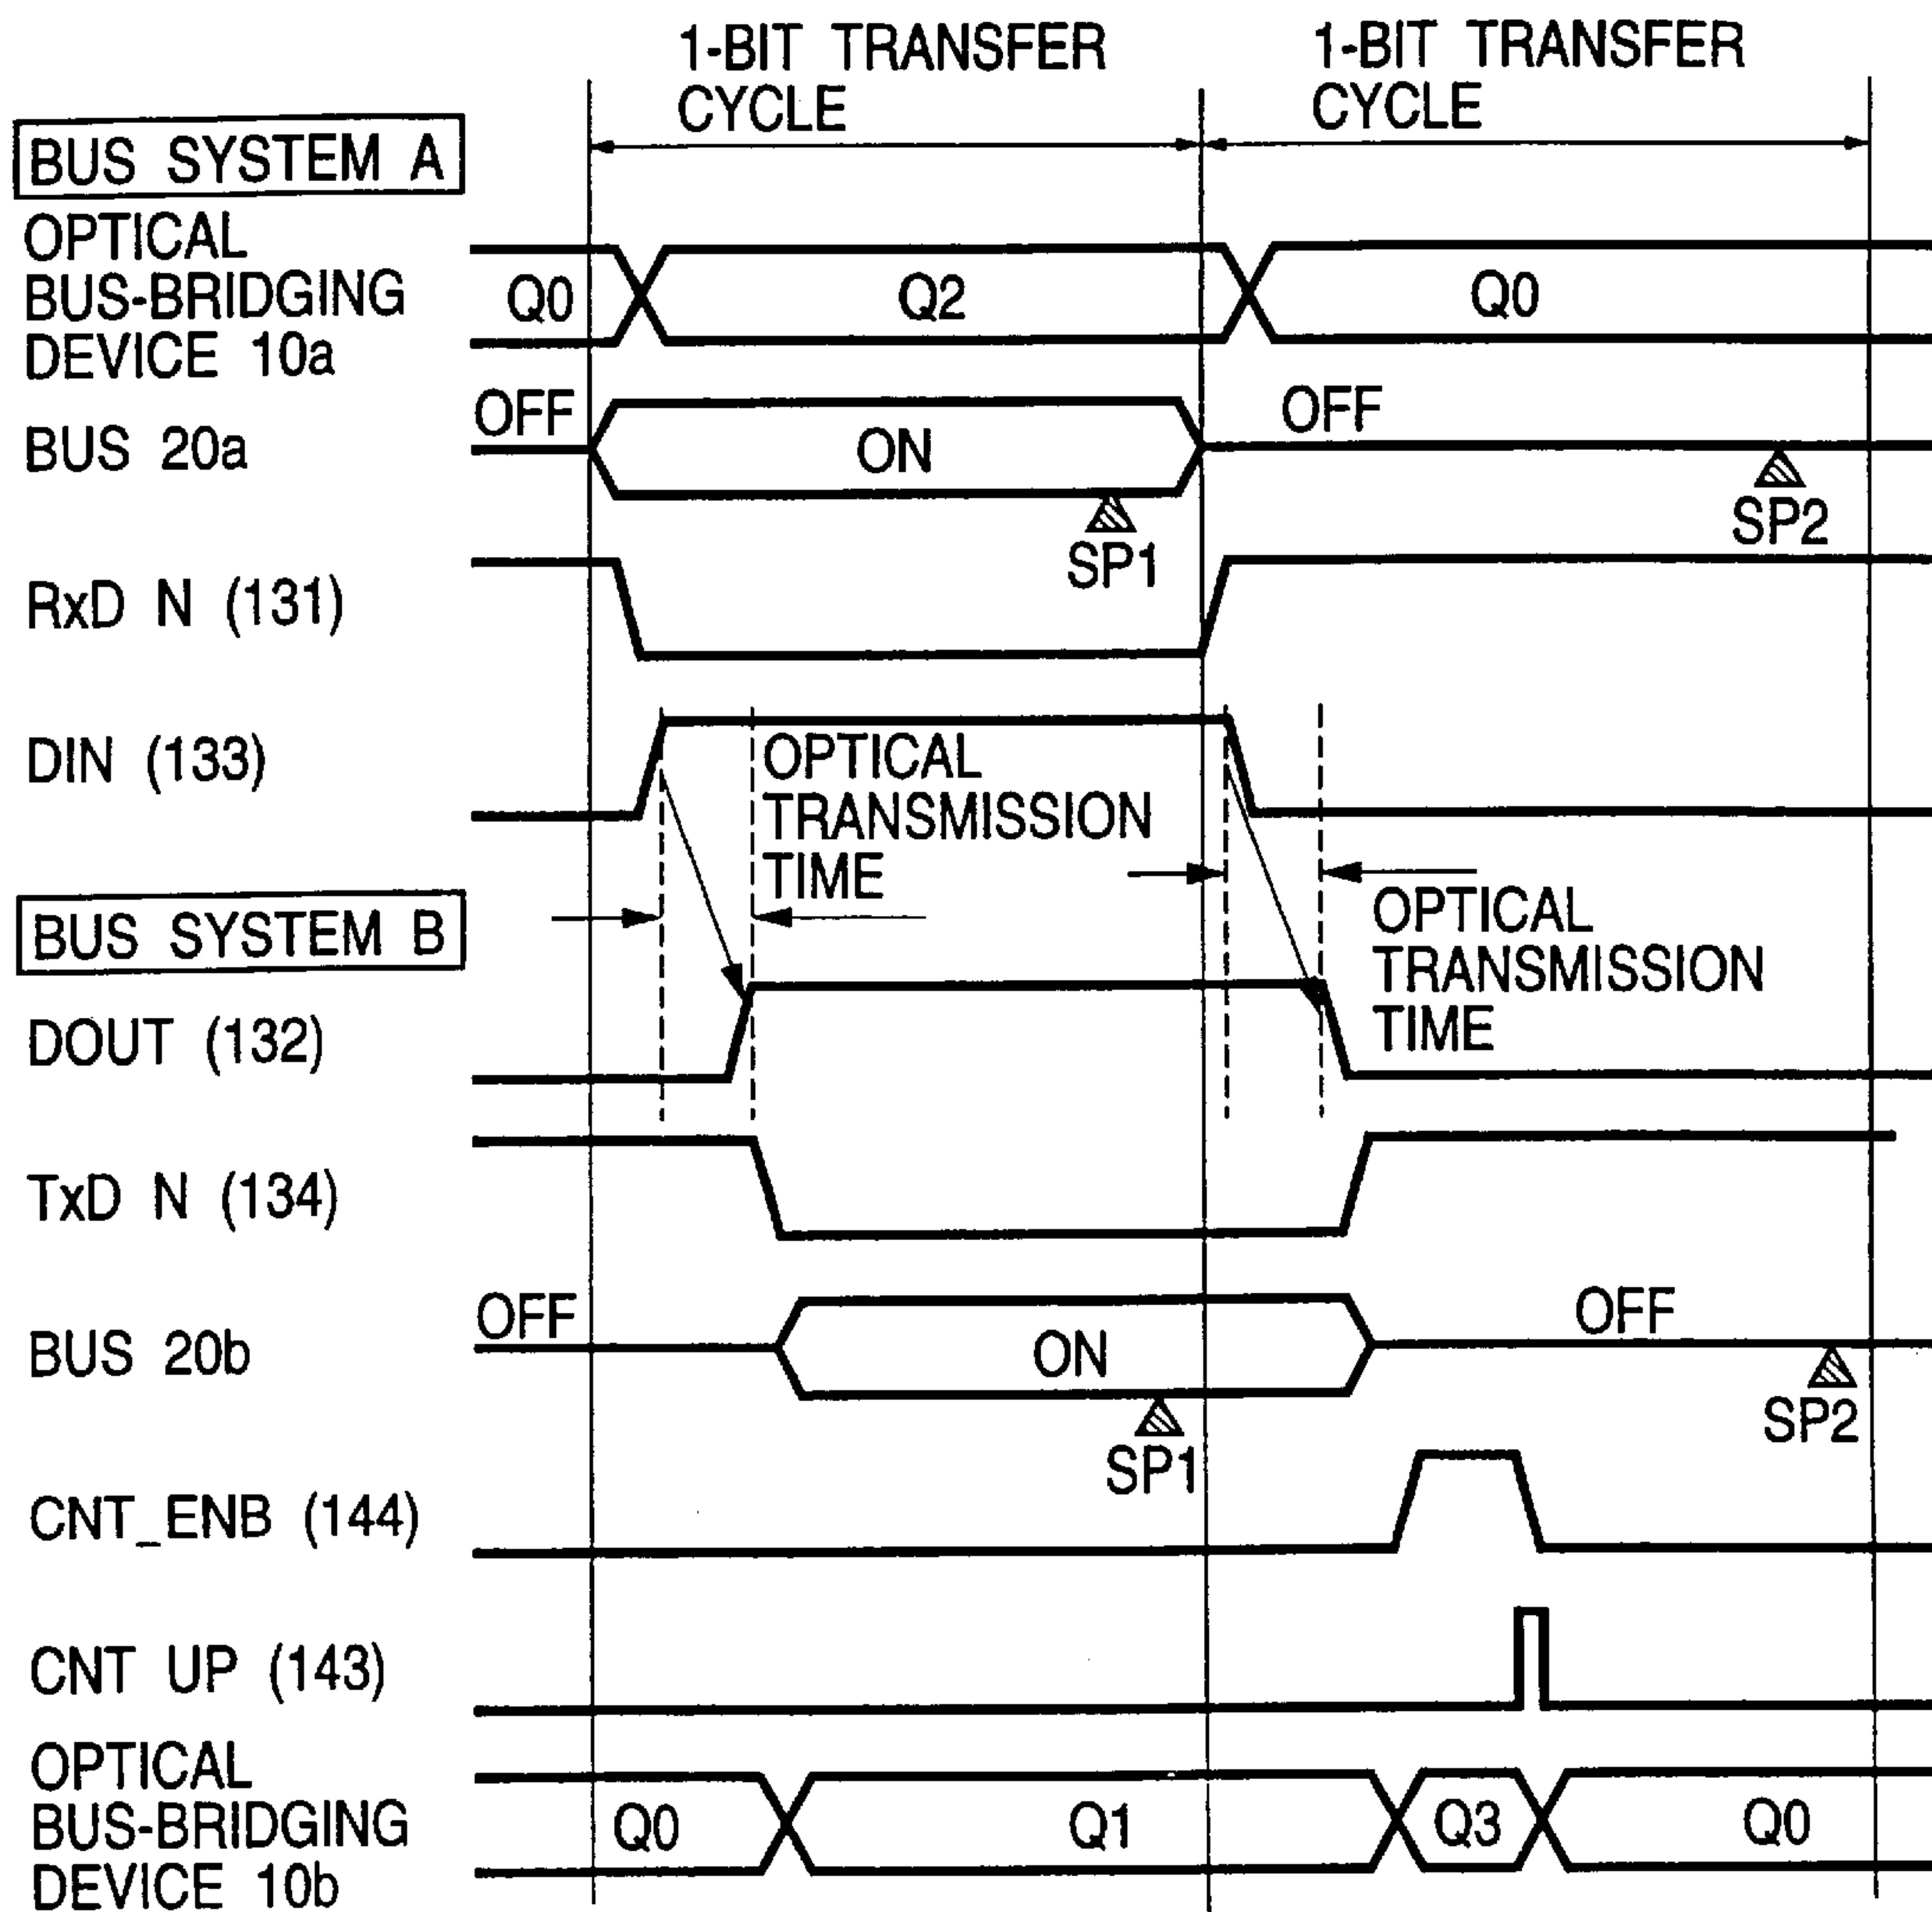 1-BIT TRANSFER
CYCLE
1-BIT TRANSFER
CYCLE
BUS SYSTEM A
OPTICAL
BUS-BRIDGING
DEVICE 10a
Q0
Q2
Q0
BUS 20a
OFF
ON
OFF
SP1
SP2
RxD N (131)
DIN (133)
OPTICAL
TRANSMISSION
TIME
BUS SYSTEM B
OPTICAL
TRANSMISSION
TIME
DOUT (132)
TxD N (134)
BUS 20b
OFF
ON
OFF
SP1
SP2
CNT_ENB (144)
CNT UP (143)
OPTICAL
BUS-BRIDGING
DEVICE 10b
Q0
Q1
Q3
Q0